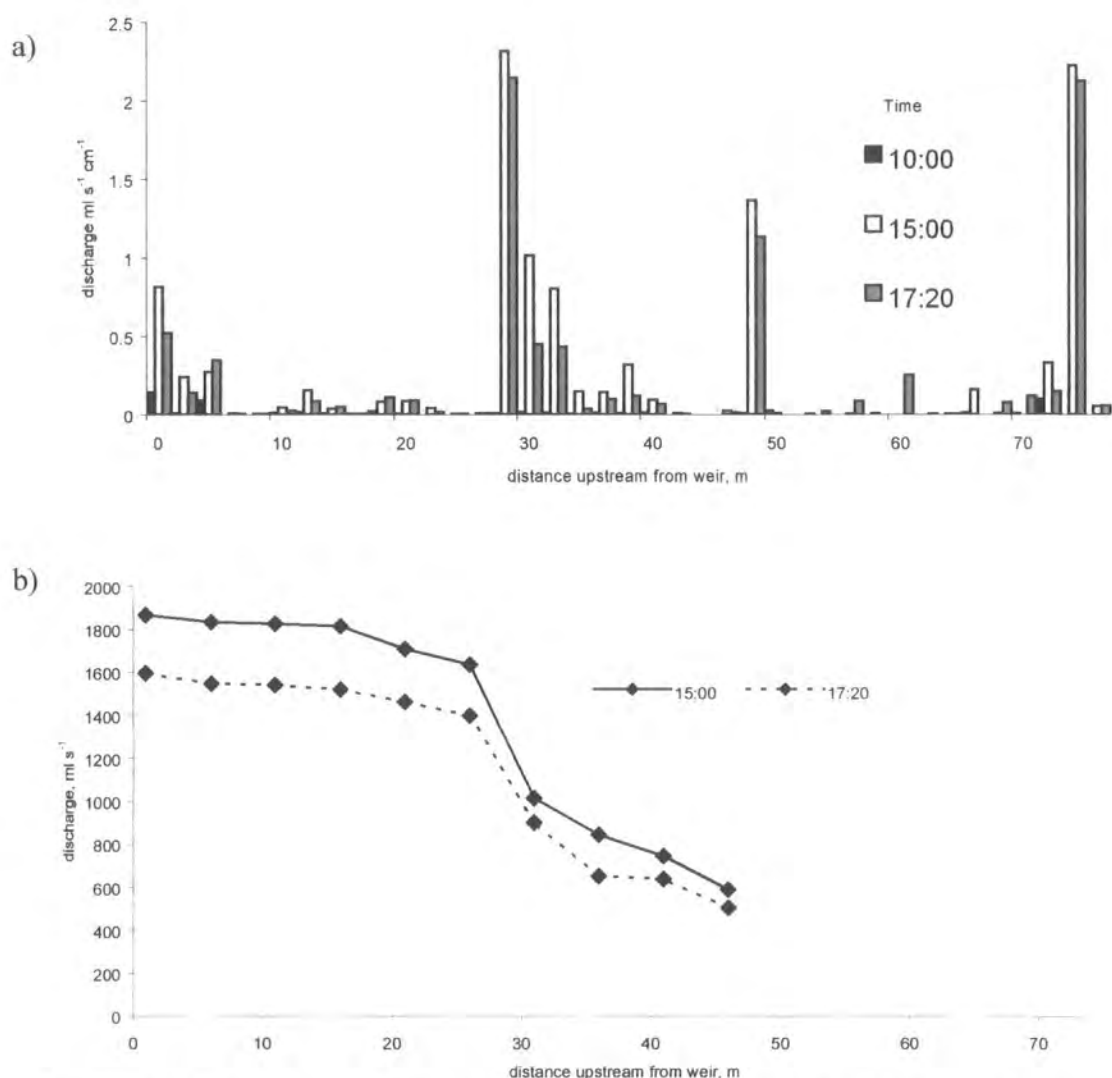 a)
2.5
2
1.5
1
0.5
0
discharge ml s⁻¹ cm⁻¹
Time
10:00
15:00
17:20
0 10 20 30 40 50 60 70
distance upstream from weir, m
b)
2000
1800
1600
1400
1200
1000
800
600
400
200
0
discharge, ml s⁻¹
15:00 17:20
0 10 20 30 40 50 60 70
distance upstream from weir, m